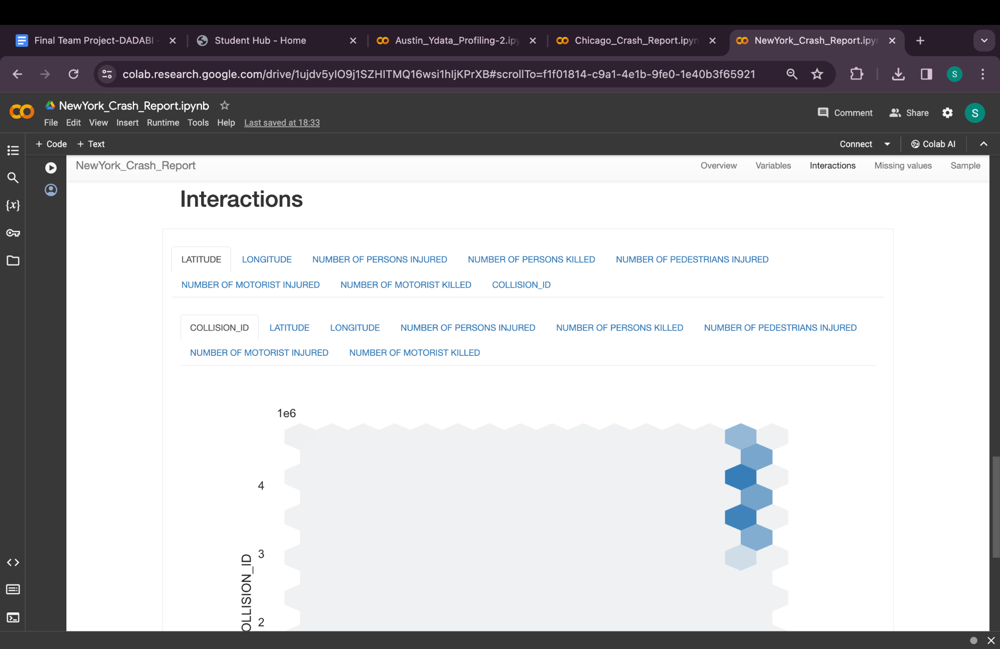 Final Team Project-DADABI
Student Hub - Home
Austin_Ydata_Profiling-2.ipy
Chicago_Crash_Report.ipyn
NewYork_Crash_Report.ipyn
colab.research.google.com/drive/1ujdv5yIO9j1SZHITMQ16wsi1hIjKPrXB#scrollTo=f1f01814-c9a1-4e1b-9fe0-1e40b3f65921
S
NewYork_Crash_Report.ipynb
File Edit View Insert Runtime Tools Help Last saved at 18:33
Comment Share S
+ Code + Text
Connect Colab AI
NewYork_Crash_Report
Overview Variables Interactions Missing values Sample
{x}
Interactions
LATITUDE LONGITUDE NUMBER OF PERSONS INJURED NUMBER OF PERSONS KILLED NUMBER OF PEDESTRIANS INJURED
NUMBER OF MOTORIST INJURED NUMBER OF MOTORIST KILLED COLLISION_ID
COLLISION_ID LATITUDE LONGITUDE NUMBER OF PERSONS INJURED NUMBER OF PERSONS KILLED NUMBER OF PEDESTRIANS INJURED
NUMBER OF MOTORIST INJURED NUMBER OF MOTORIST KILLED
1e6
4
3
2
OLLISION_ID